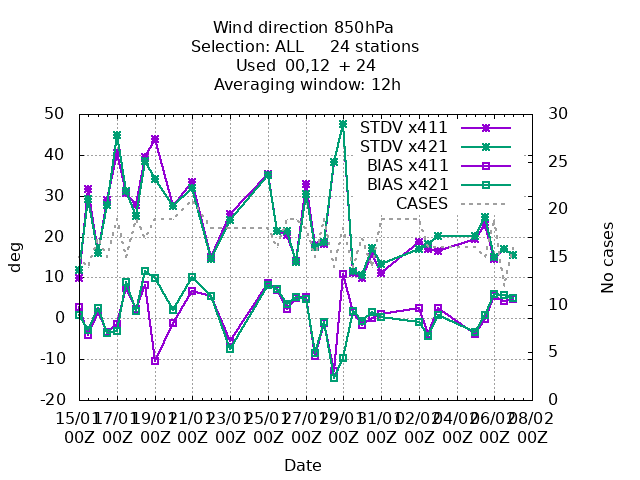 Wind direction 850hPa
Selection: ALL 24 stations
Used 00,12 + 24
Averaging window: 12h
50
40
30
20
10
0
-10
-20
deg
30
25
20
15
10
5
0
No cases
STDV x411
STDV x421
BIAS x411
BIAS x421
CASES
15/01 17/01 19/01 21/01 23/01 25/01 27/01 29/01 31/01 02/02 04/02 06/02 08/02
00Z 00Z 00Z 00Z 00Z 00Z 00Z 00Z 00Z 00Z 00Z 00Z 00Z
Date